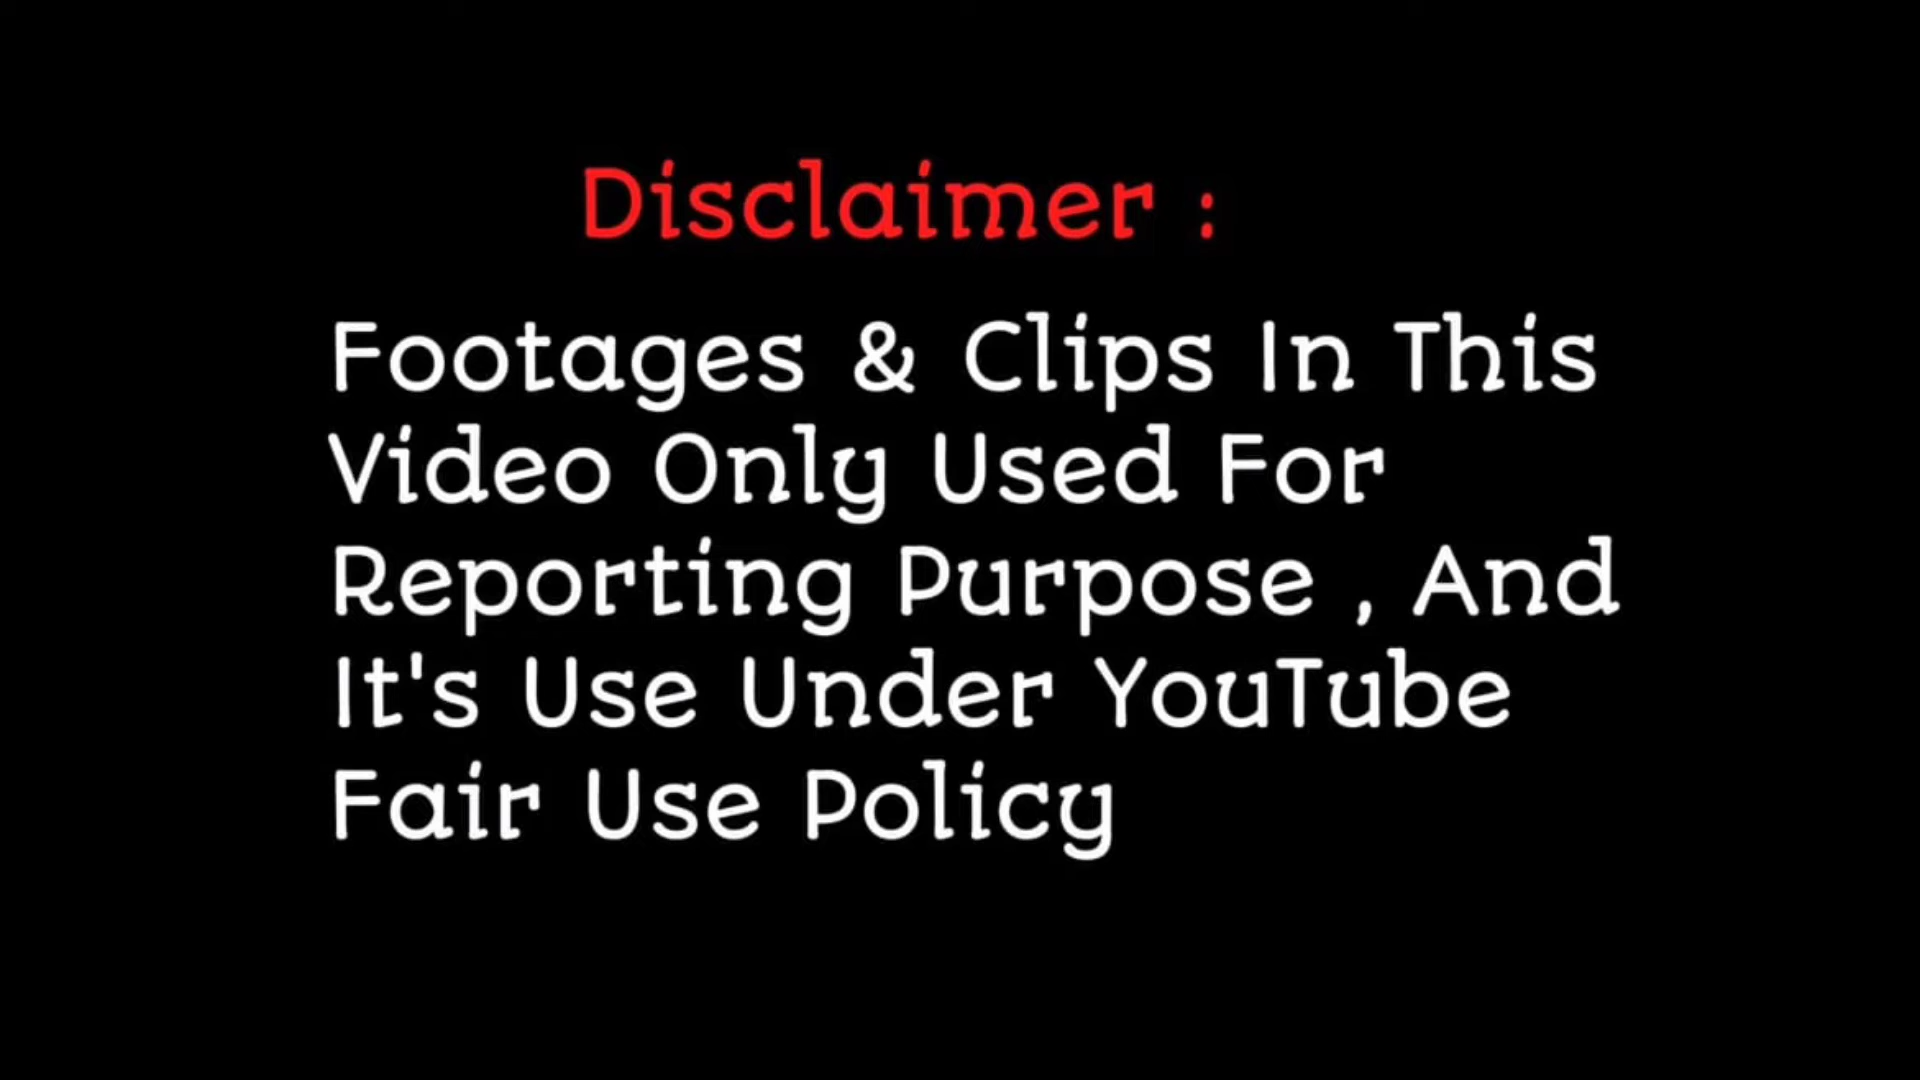 Disclaimer :
Footages & Clips In This
Video Only Used For
Reporting Purpose , And
It's Use Under YouTube
Fair Use Policy